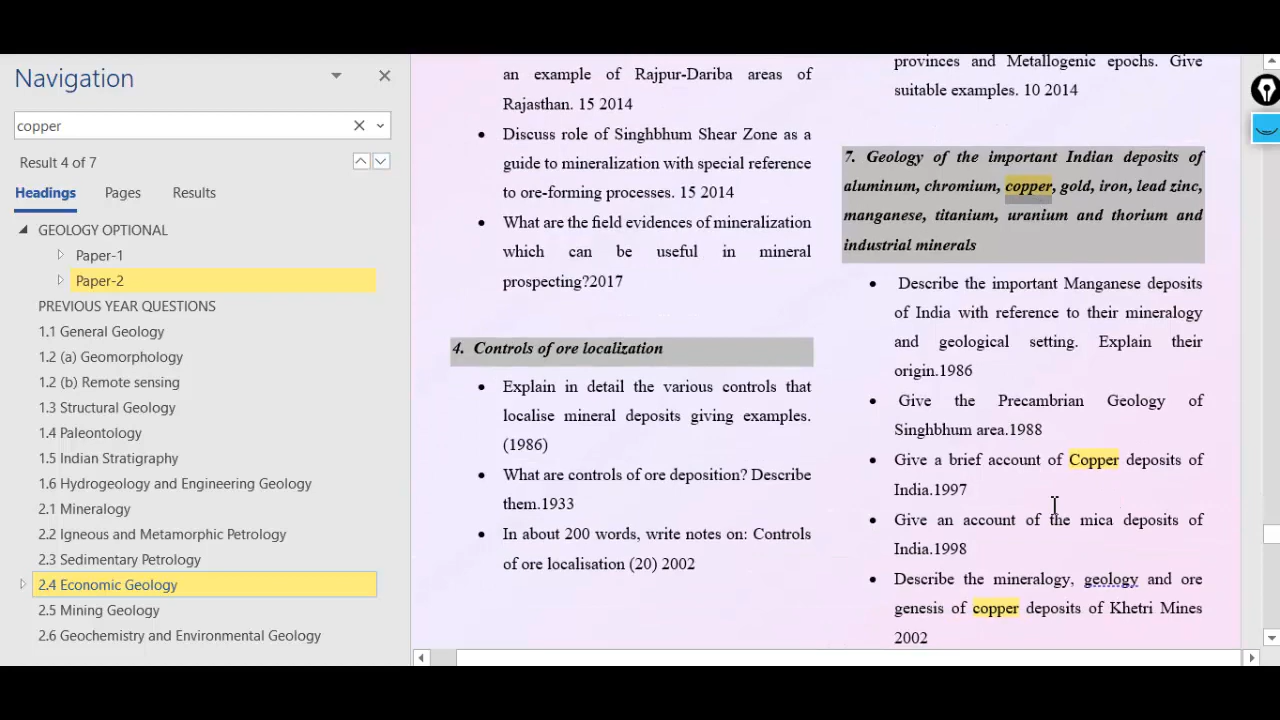 Navigation
copper
Result 4 of 7
Headings Pages Results
GEOLOGY OPTIONAL
Paper-1
Paper-2
PREVIOUS YEAR QUESTIONS
1.1 General Geology
1.2 (a) Geomorphology
1.2 (b) Remote sensing
1.3 Structural Geology
1.4 Paleontology
1.5 Indian Stratigraphy
1.6 Hydrogeology and Engineering Geology
2.1 Mineralogy
2.2 Igneous and Metamorphic Petrology
2.3 Sedimentary Petrology
2.4 Economic Geology
2.5 Mining Geology
2.6 Geochemistry and Environmental Geology
an example of Rajpur-Dariba areas of
Rajasthan. 15 2014
• Discuss role of Singhbhum Shear Zone as a
guide to mineralization with special reference
to ore-forming processes. 15 2014
• What are the field evidences of mineralization
which can be useful in mineral
prospecting?2017
4. Controls of ore localization
• Explain in detail the various controls that
localise mineral deposits giving examples.
(1986)
• What are controls of ore deposition? Describe
them.1933
• In about 200 words, write notes on: Controls
of ore localisation (20) 2002
provinces and Metallogenic epochs. Give
suitable examples. 10 2014
7. Geology of the important Indian deposits of
aluminum, chromium, copper, gold, iron, lead zinc,
manganese, titanium, uranium and thorium and
industrial minerals
• Describe the important Manganese deposits
of India with reference to their mineralogy
and geological setting. Explain their
origin.1986
• Give the Precambrian Geology of
Singhbhum area.1988
• Give a brief account of Copper deposits of
India.1997
• Give an account of the mica deposits of
India.1998
• Describe the mineralogy, geology and ore
genesis of copper deposits of Khetri Mines
2002